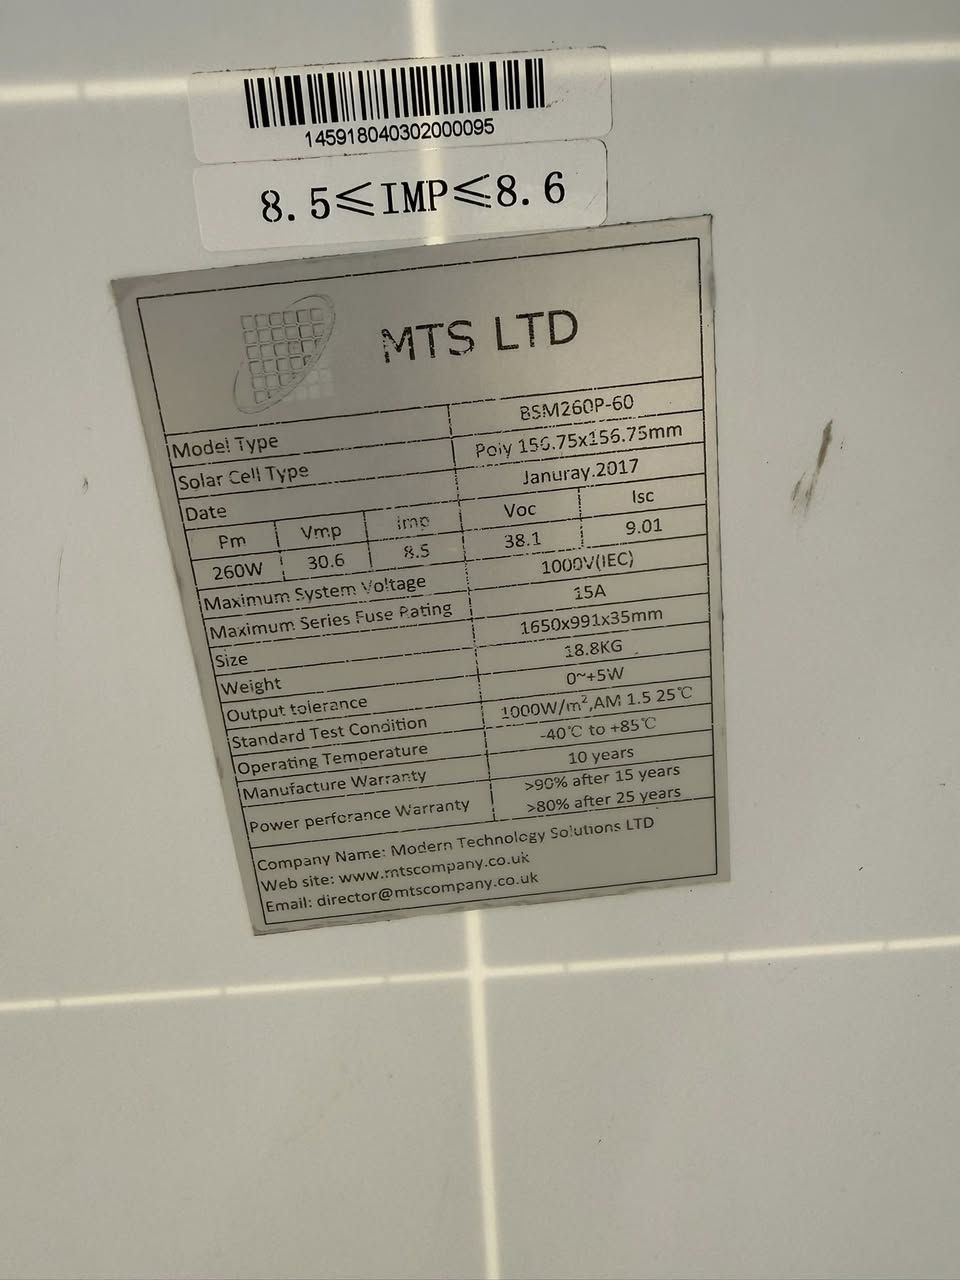 145918040302000095
8.5≤IMP≤8.6
MTS LTD
Model Type BSM260P-60
Solar Cell Type Poly 156.75x156.75mm
Date Januray.2017
Pm Vmp Imp Voc Isc
260W 30.6 8.5 38.1 9.01
Maximum System Voltage 1000V(IEC)
Maximum Series Fuse Rating 15A
Size 1650x991x35mm
Weight 18.8KG
Output tolerance 0~+5W
Standard Test Condition 1000W/m²,AM 1.5 25℃
Operating Temperature -40℃ to +85℃
Manufacture Warranty 10 years
Power perforance Warranty >90% after 15 years
>80% after 25 years
Company Name: Modern Technology Solutions LTD
Web site: www.mtscompany.co.uk
Email: director@mtscompany.co.uk